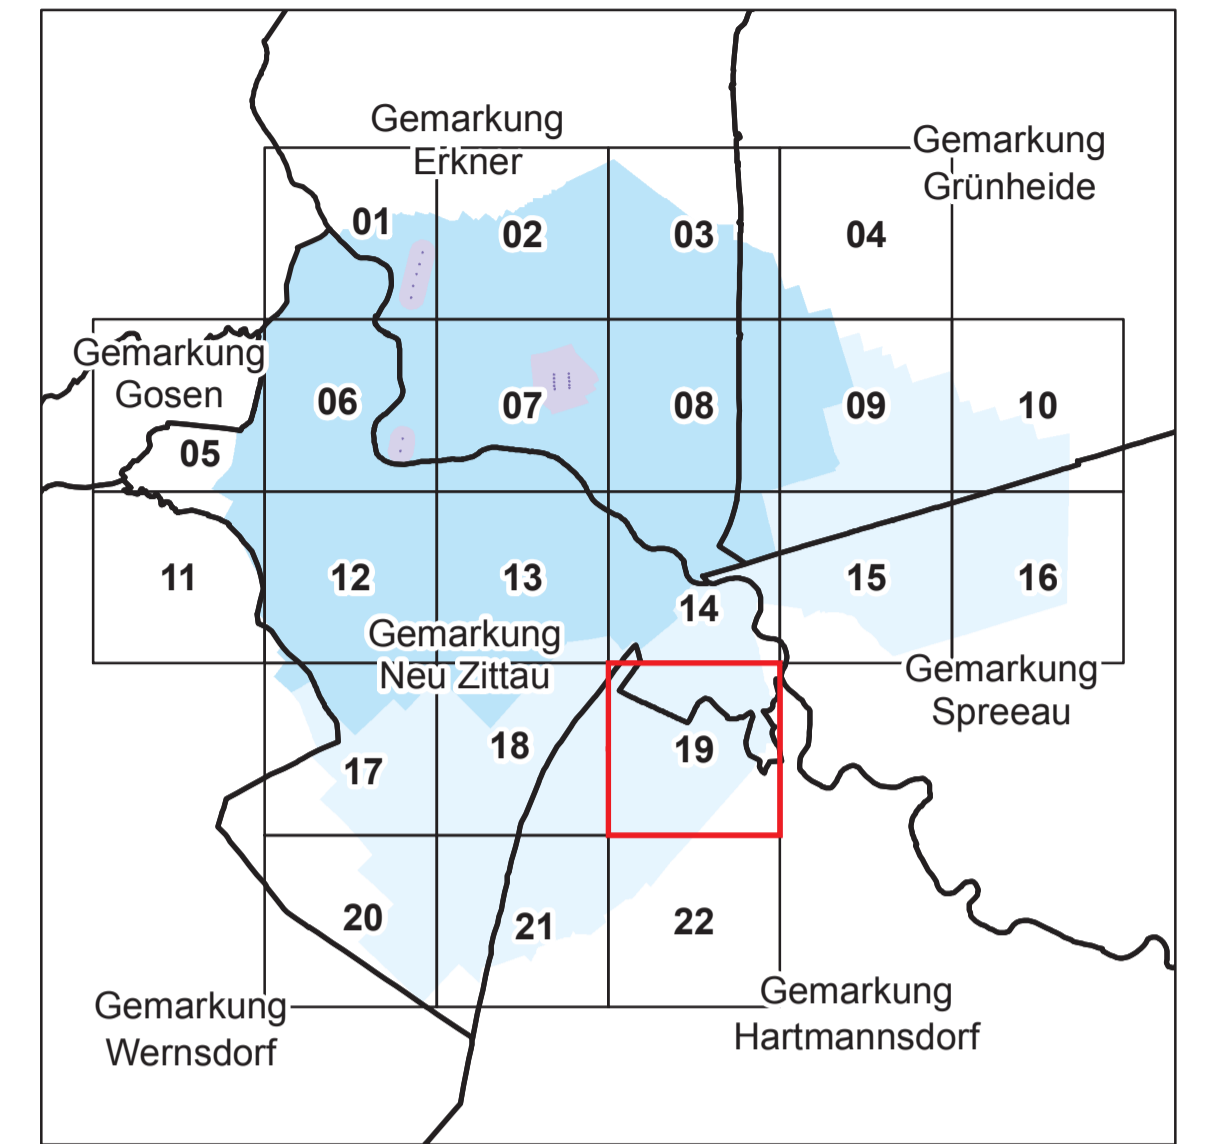 Gemarkung
Erkner
Gemarkung
Grünheide
01
02
03
04
Gemarkung
Gosen
05
06
07
08
09
10
11
12
13
14
15
16
Gemarkung
Neu Zittau
Gemarkung
Spreeau
17
18
19
20
21
22
Gemarkung
Wernsdorf
Gemarkung
Hartmannsdorf